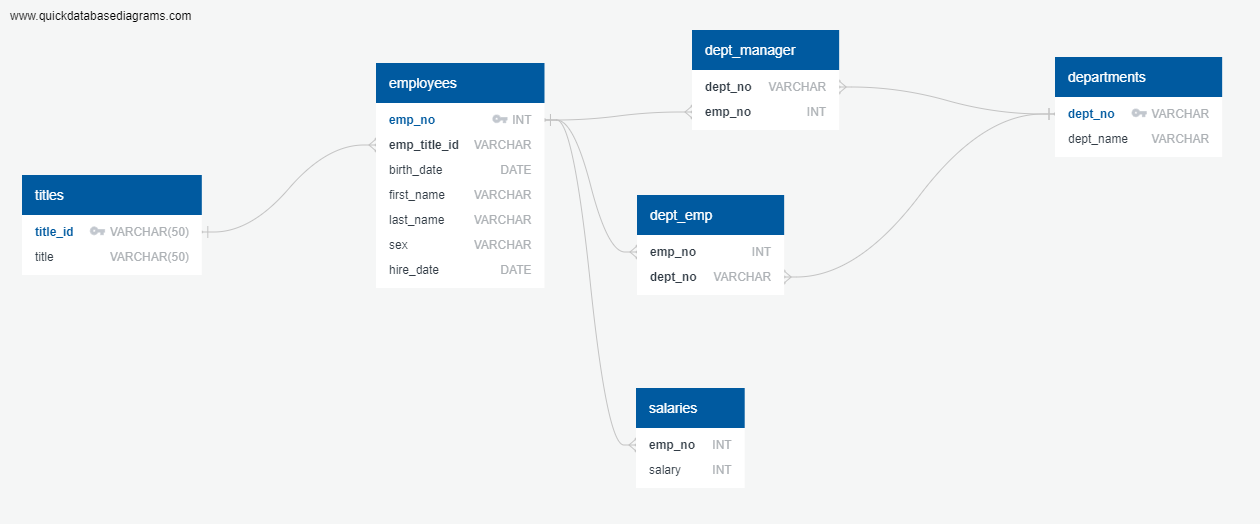 www.quickdatabasediagrams.com
titles
title_id VARCHAR(50)
title VARCHAR(50)
employees
emp_no INT
emp_title_id VARCHAR
birth_date DATE
first_name VARCHAR
last_name VARCHAR
sex VARCHAR
hire_date DATE
dept_manager
dept_no VARCHAR
emp_no INT
dept_emp
emp_no INT
dept_no VARCHAR
salaries
emp_no INT
salary INT
departments
dept_no VARCHAR
dept_name VARCHAR